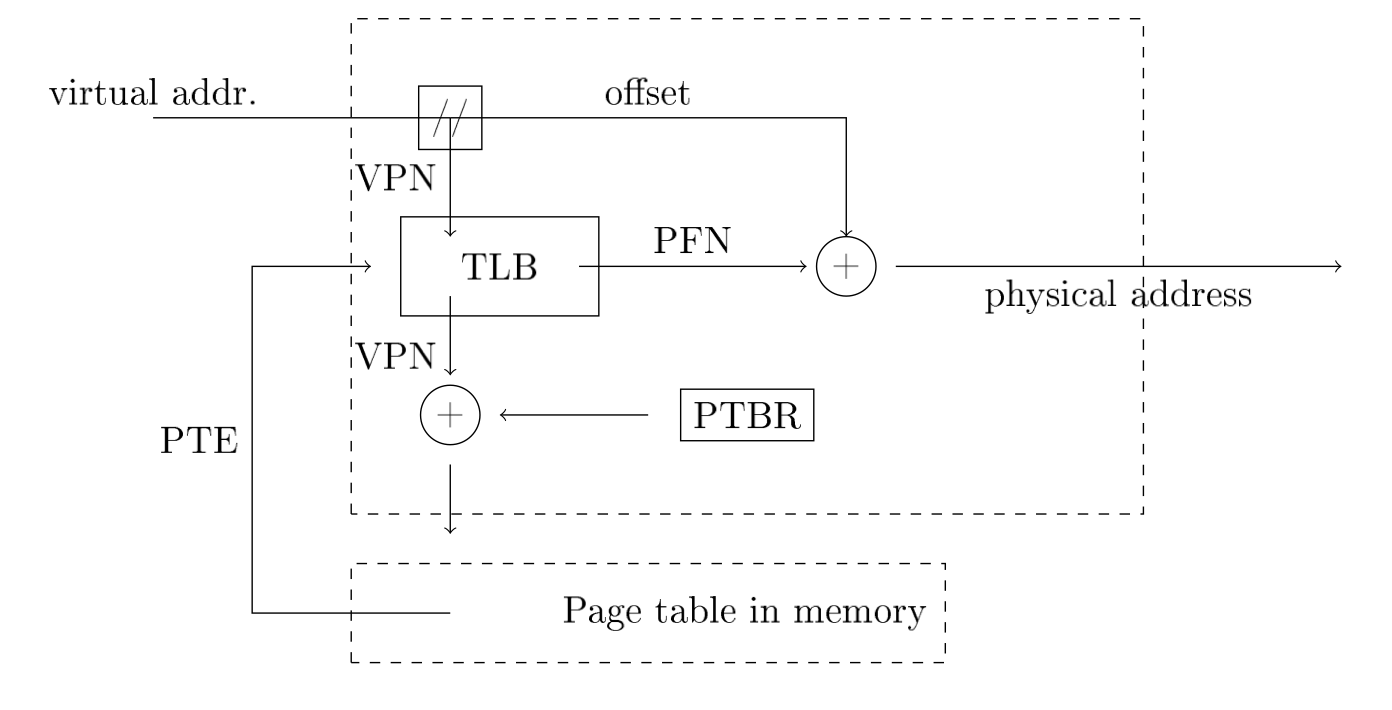 virtual addr.
offset
//
VPN
TLB
PFN
+
physical address
VPN
+
PTBR
PTE
Page table in memory